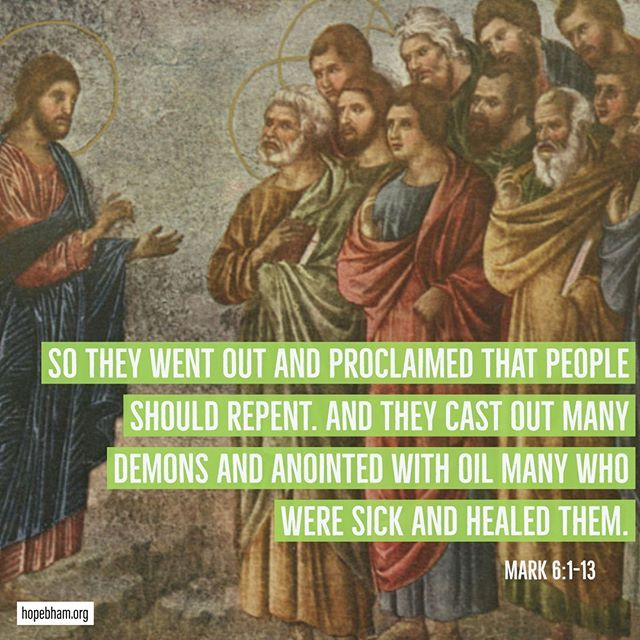 SO THEY WENT OUT AND PROCLAIMED THAT PEOPLE
SHOULD REPENT. AND THEY CAST OUT MANY
DEMONS AND ANOINTED WITH OIL MANY WHO
WERE SICK AND HEALED THEM.
MARK 6:1-13
hopebham.org